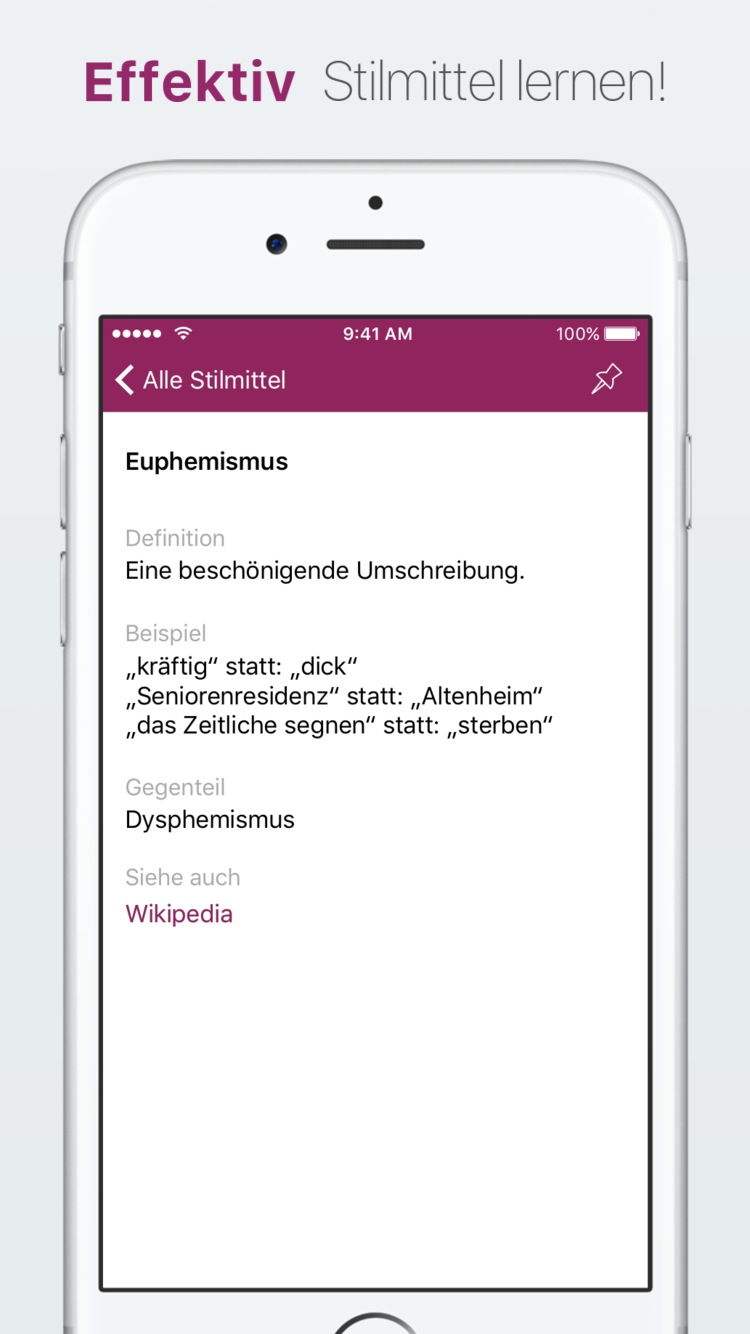 Effektiv Stilmittel lernen!
9:41 AM 100%
Alle Stilmittel
Euphemismus
Definition
Eine beschönigende Umschreibung.
Beispiel
„kräftig“ statt: „dick“
„Seniorenresidenz“ statt: „Altenheim“
„das Zeitliche segnen“ statt: „sterben“
Gegenteil
Dysphemismus
Siehe auch
Wikipedia